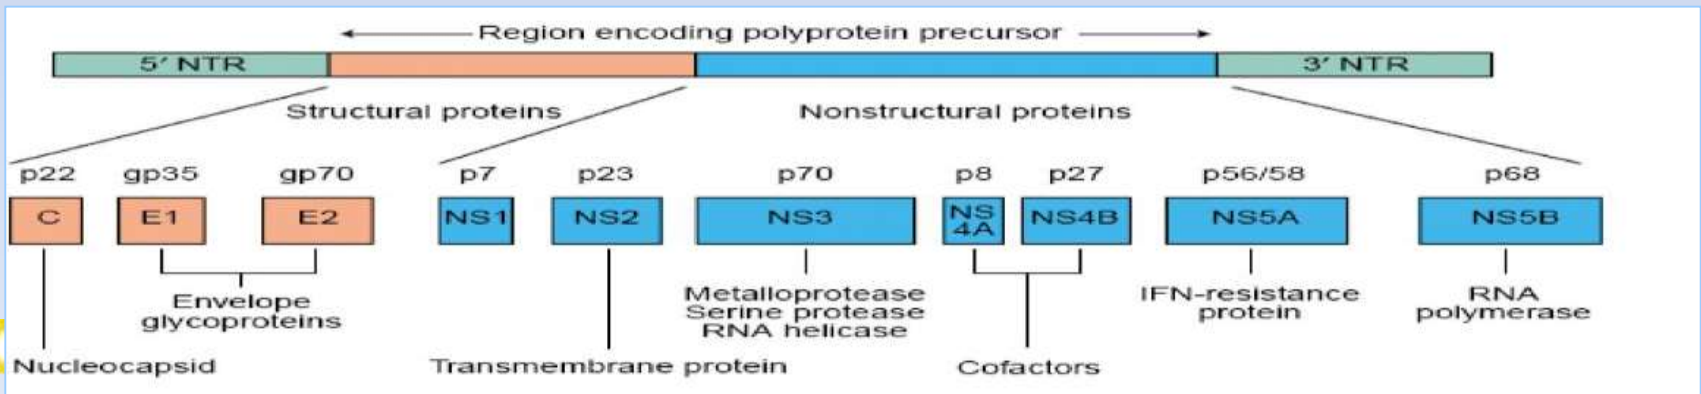 Region encoding polyprotein precursor
5′ NTR 3′ NTR
Structural proteins Nonstructural proteins
p22 gp35 gp70 p7 p23 p70 p8 p27 p56/58 p68
C E1 E2 NS1 NS2 NS3 NS 4A NS4B NS5A NS5B
Envelope
glycoproteins
Metalloprotease
Serine protease
RNA helicase
IFN-resistance
protein
RNA
polymerase
Nucleocapsid Transmembrane protein Cofactors